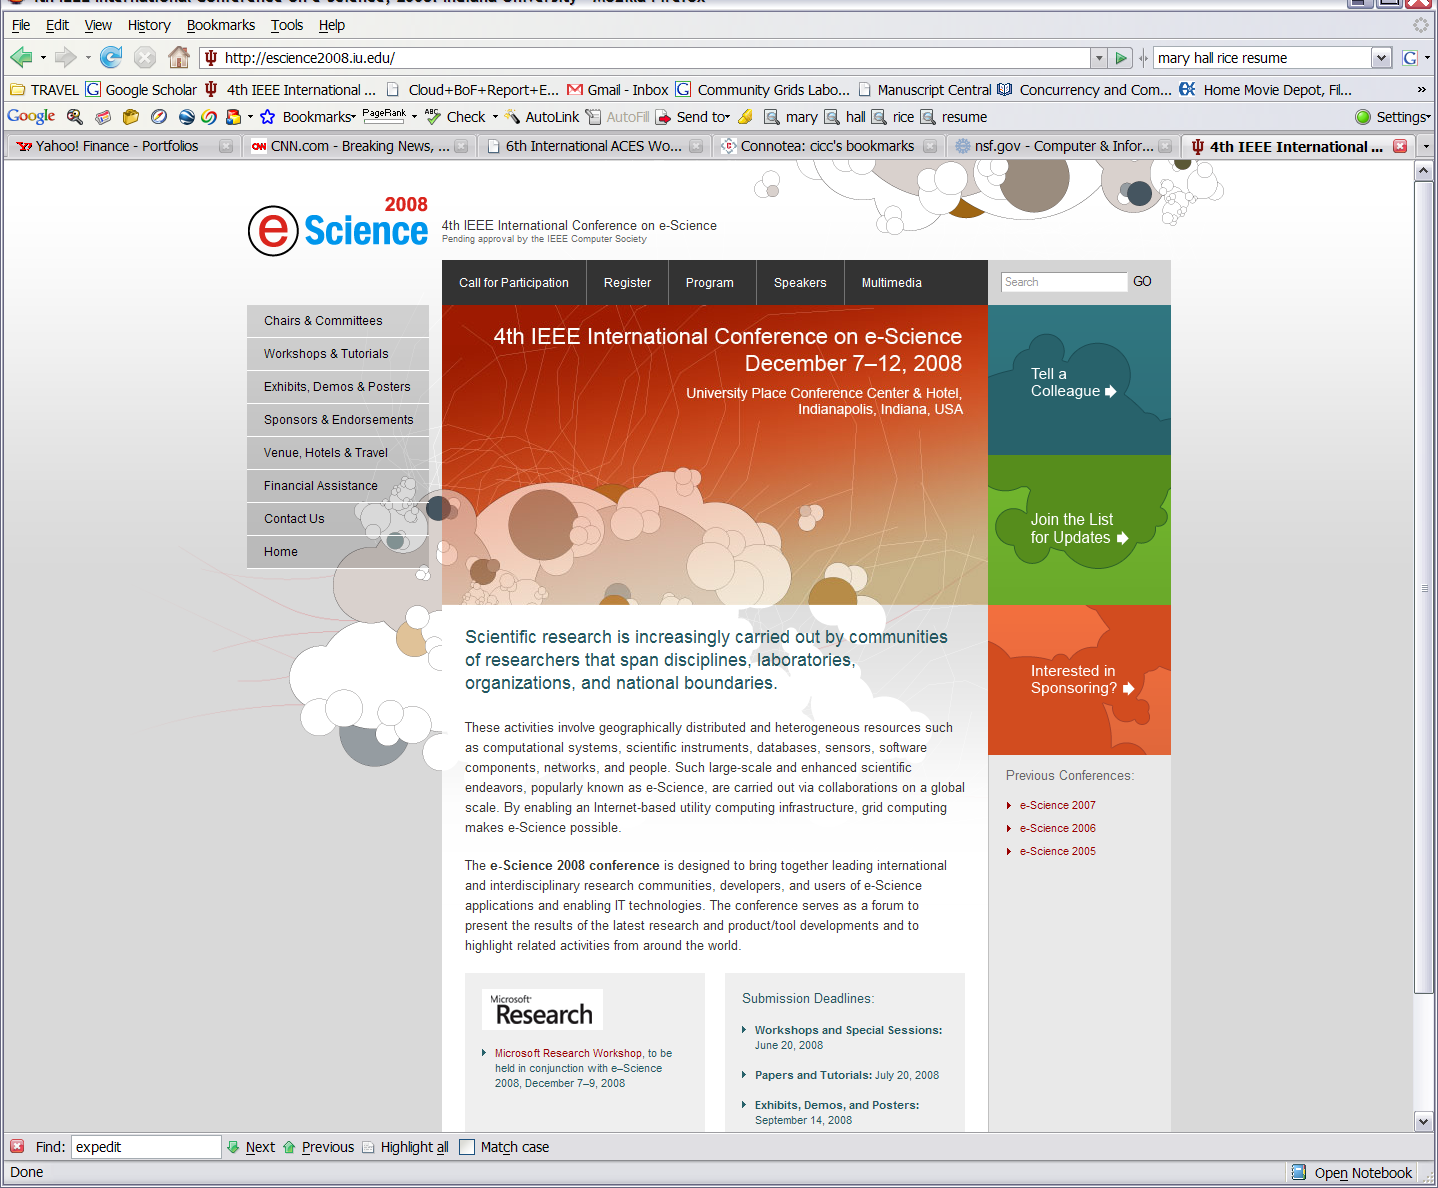 4th IEEE International Conference on e-Science, 2008: Indiana University - Mozilla Firefox
File Edit View History Bookmarks Tools Help
http://escience2008.iu.edu/ mary hall rice resume G
TRAVEL Google Scholar 4th IEEE International ... Cloud+BoF+Report+E... Gmail - Inbox Community Grids Labo... Manuscript Central Concurrency and Com... Home Movie Depot, Fil... »
Google Bookmarks PageRank ABC Check AutoLink AutoFill Send to mary hall rice resume Settings
Yahoo! Finance - Portfolios CNN CNN.com - Breaking News, ... 6th International ACES Wo... Connotea: cicc's bookmarks nsf.gov - Computer & Infor... 4th IEEE International ...
2008
e Science
4th IEEE International Conference on e-Science
Pending approval by the IEEE Computer Society
Call for Participation Register Program Speakers Multimedia Search GO
Chairs & Committees
Workshops & Tutorials
Exhibits, Demos & Posters
Sponsors & Endorsements
Venue, Hotels & Travel
Financial Assistance
Contact Us
Home
4th IEEE International Conference on e-Science
December 7–12, 2008
University Place Conference Center & Hotel,
Indianapolis, Indiana, USA
Tell a
Colleague
Join the List
for Updates
Interested in
Sponsoring?
Scientific research is increasingly carried out by communities
of researchers that span disciplines, laboratories,
organizations, and national boundaries.
These activities involve geographically distributed and heterogeneous resources such
as computational systems, scientific instruments, databases, sensors, software
components, networks, and people. Such large-scale and enhanced scientific
endeavors, popularly known as e-Science, are carried out via collaborations on a global
scale. By enabling an Internet-based utility computing infrastructure, grid computing
makes e-Science possible.
The e-Science 2008 conference is designed to bring together leading international
and interdisciplinary research communities, developers, and users of e-Science
applications and enabling IT technologies. The conference serves as a forum to
present the results of the latest research and product/tool developments and to
highlight related activities from around the world.
Previous Conferences:
e-Science 2007
e-Science 2006
e-Science 2005
Microsoft
Research
Microsoft Research Workshop, to be
held in conjunction with e–Science
2008, December 7–9, 2008
Submission Deadlines:
Workshops and Special Sessions:
June 20, 2008
Papers and Tutorials: July 20, 2008
Exhibits, Demos, and Posters:
September 14, 2008
Find: expedit Next Previous Highlight all Match case
Done Open Notebook